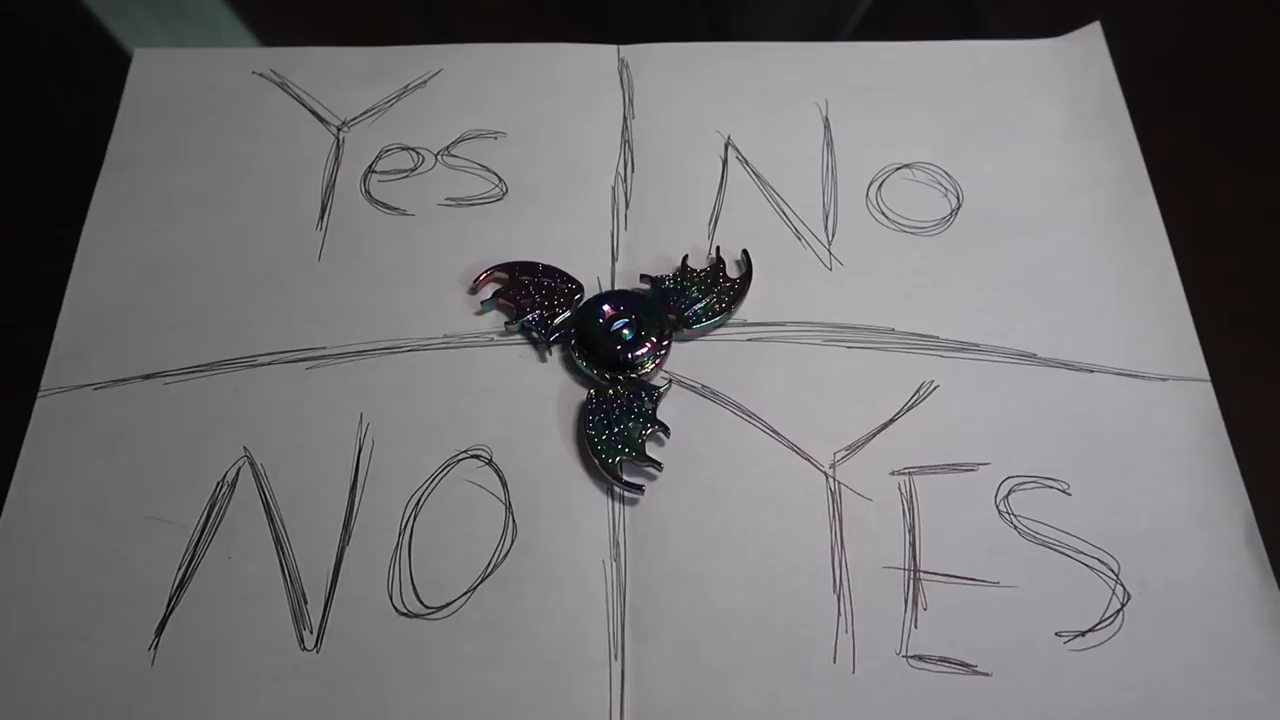 Yes No
NO YES